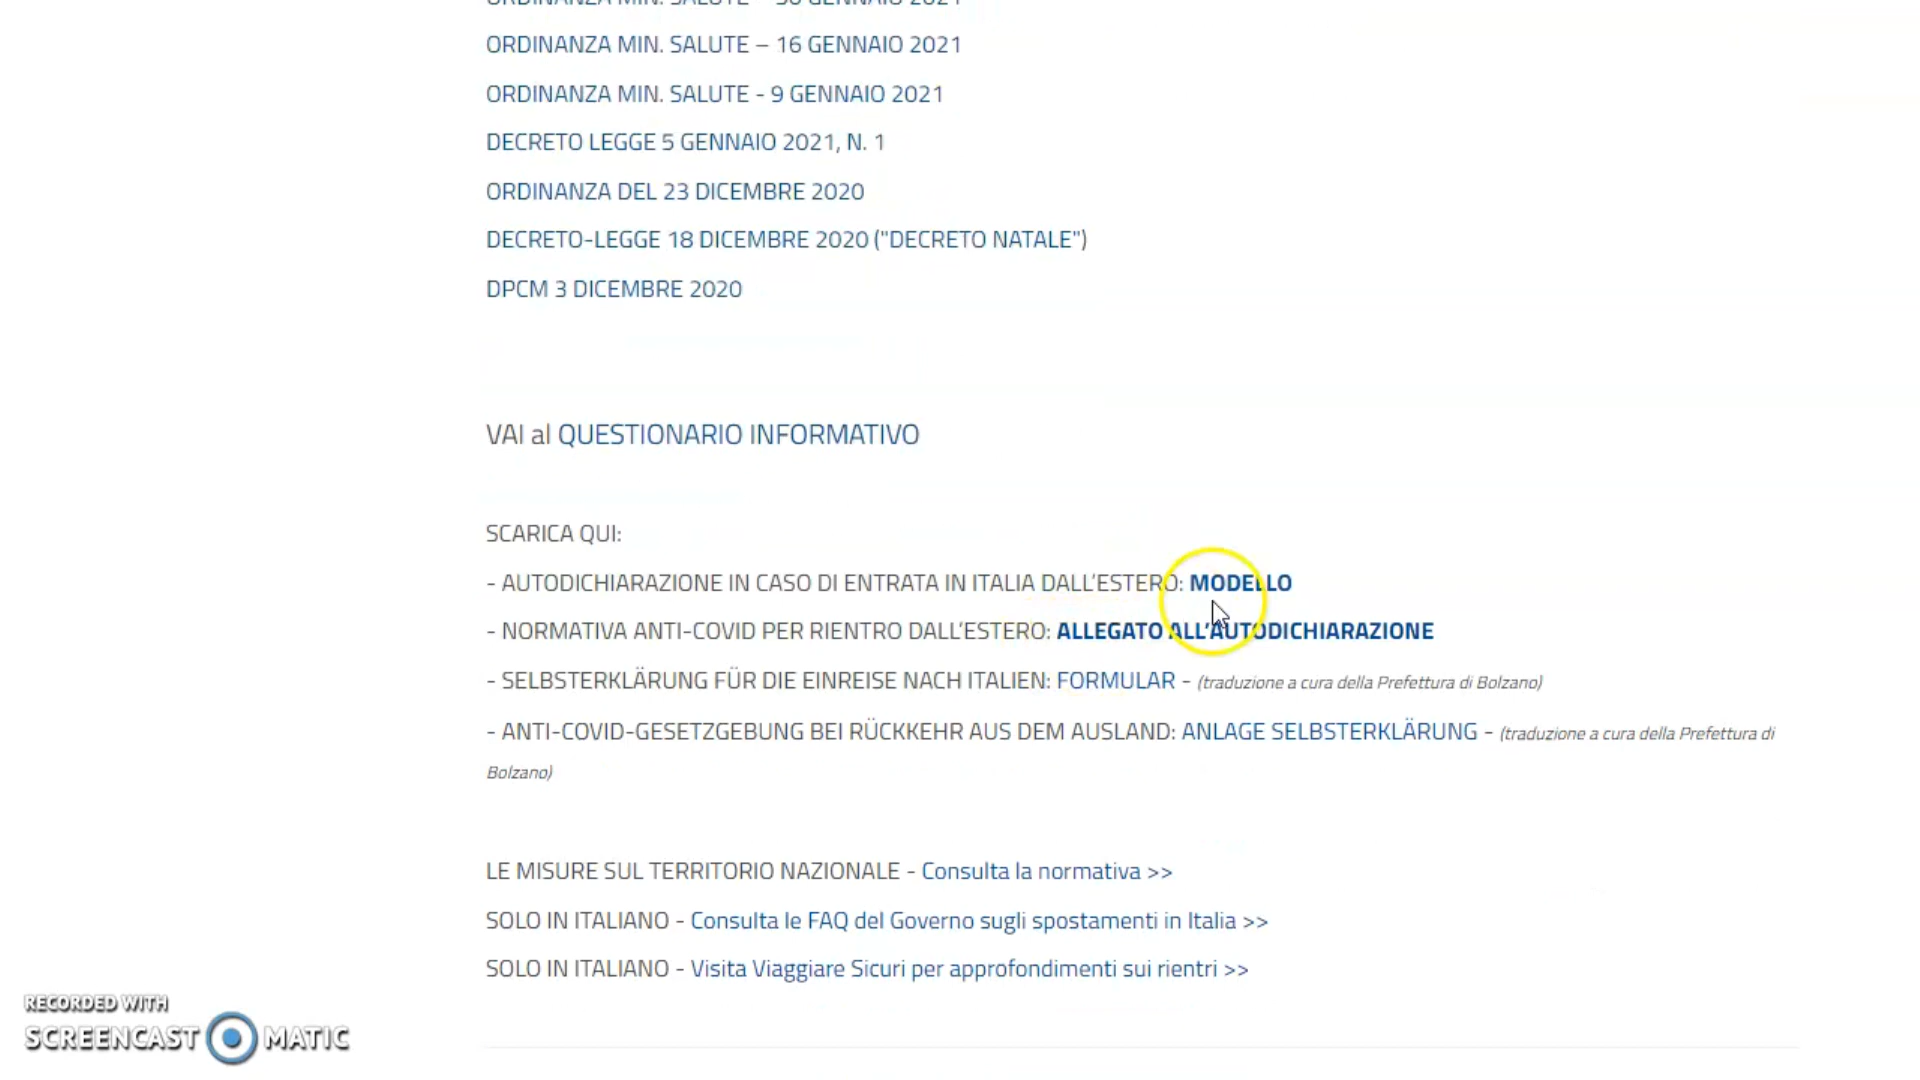 ORDINANZA MIN. SALUTE – 30 GENNAIO 2021
ORDINANZA MIN. SALUTE – 16 GENNAIO 2021
ORDINANZA MIN. SALUTE - 9 GENNAIO 2021
DECRETO LEGGE 5 GENNAIO 2021, N. 1
ORDINANZA DEL 23 DICEMBRE 2020
DECRETO-LEGGE 18 DICEMBRE 2020 ("DECRETO NATALE")
DPCM 3 DICEMBRE 2020
VAI al QUESTIONARIO INFORMATIVO
SCARICA QUI:
- AUTODICHIARAZIONE IN CASO DI ENTRATA IN ITALIA DALL'ESTERO: MODELLO
- NORMATIVA ANTI-COVID PER RIENTRO DALL'ESTERO: ALLEGATO ALL'AUTODICHIARAZIONE
- SELBSTERKLÄRUNG FÜR DIE EINREISE NACH ITALIEN: FORMULAR - (traduzione a cura della Prefettura di Bolzano)
- ANTI-COVID-GESETZGEBUNG BEI RÜCKKEHR AUS DEM AUSLAND: ANLAGE SELBSTERKLÄRUNG - (traduzione a cura della Prefettura di
Bolzano)
LE MISURE SUL TERRITORIO NAZIONALE - Consulta la normativa >>
SOLO IN ITALIANO - Consulta le FAQ del Governo sugli spostamenti in Italia >>
SOLO IN ITALIANO - Visita Viaggiare Sicuri per approfondimenti sui rientri >>
RECORDED WITH
SCREENCAST MATIC